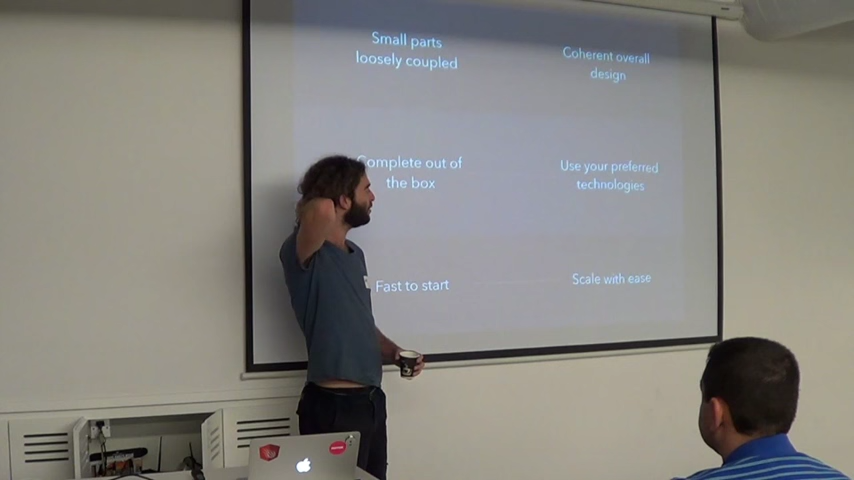 Small parts
loosely coupled
Coherent overall
design
Complete out of
the box
Use your preferred
technologies
Fast to start
Scale with ease